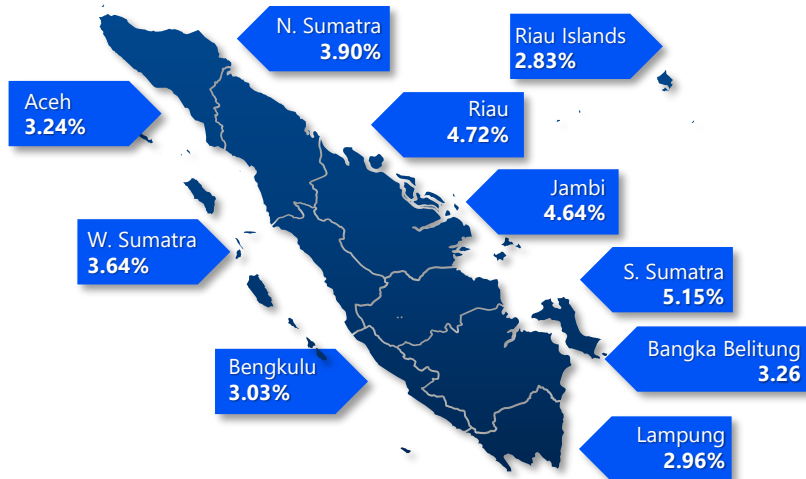 N. Sumatra
3.90%
Riau Islands
2.83%
Aceh
3.24%
Riau
4.72%
Jambi
4.64%
W. Sumatra
3.64%
S. Sumatra
5.15%
Bangka Belitung
3.26
Bengkulu
3.03%
Lampung
2.96%